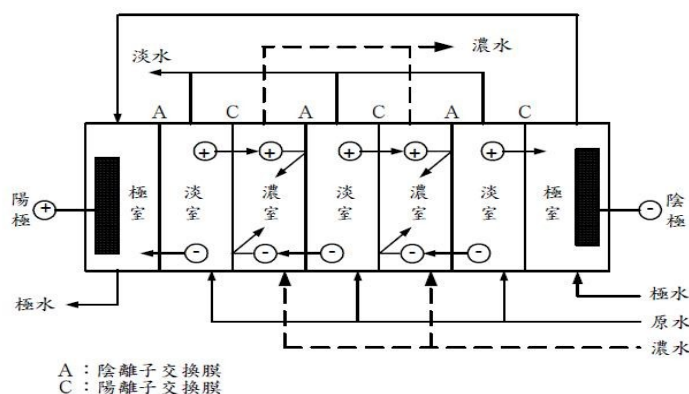 淡水
濃水
A C A C A C
陽極
+
極室
淡室
濃室
淡室
濃室
淡室
極室
陰極
-
+ + + + +
- - - - -
極水
極水
原水
濃水
A：陰離子交換膜
C：陽離子交換膜